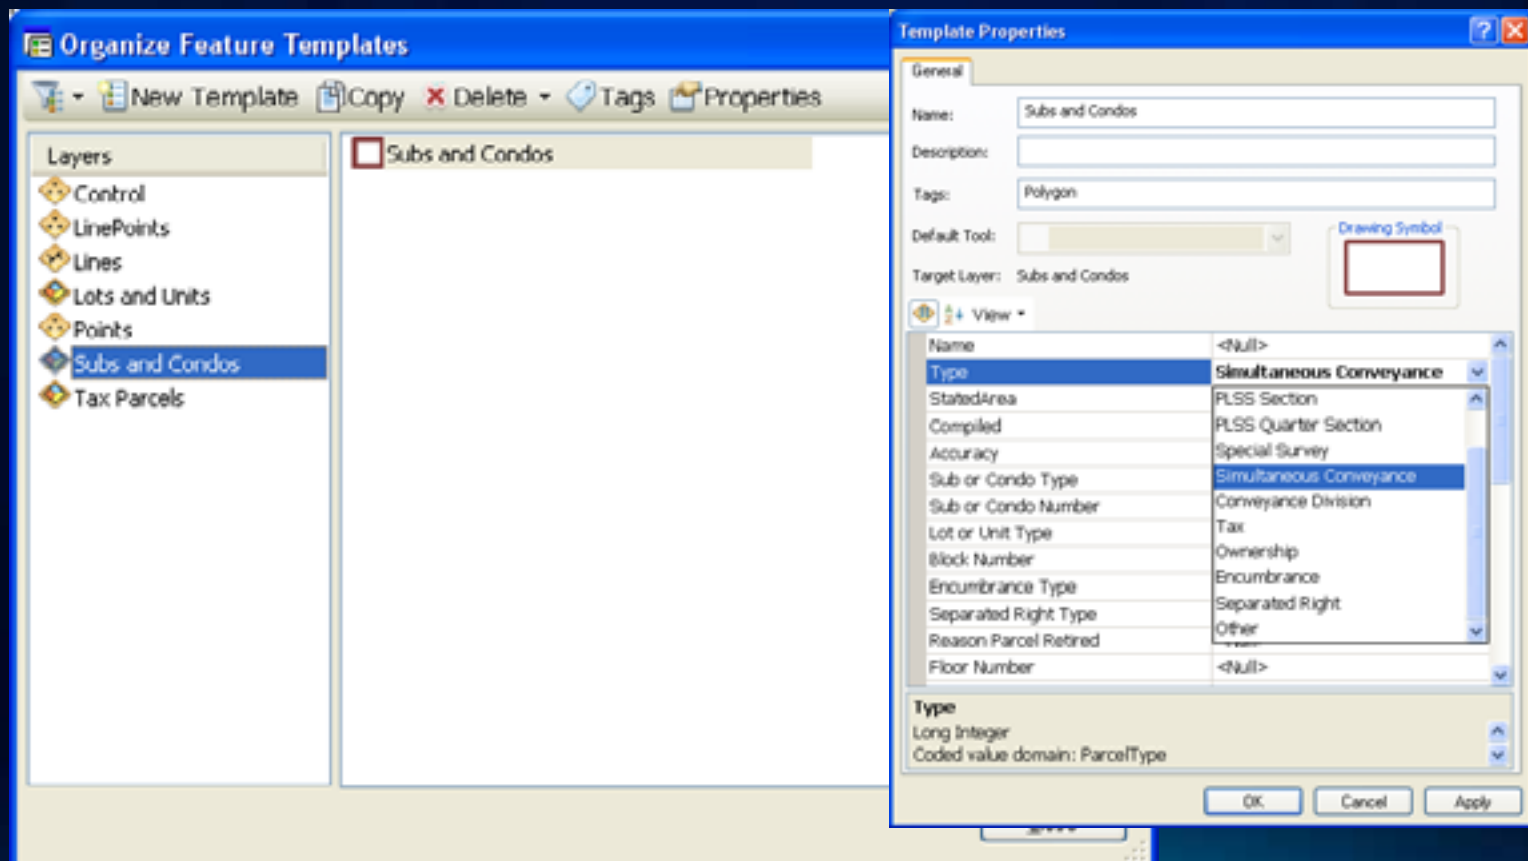 Organize Feature Templates
New Template Copy Delete Tags Properties
Layers
Control
LinePoints
Lines
Lots and Units
Points
Subs and Condos
Tax Parcels
Subs and Condos
Template Properties
General
Name: Subs and Condos
Description:
Tags: Polygon
Default Tool:
Drawing Symbol
Target Layer: Subs and Condos
View
Name <Null>
Type Simultaneous Conveyance
StatedArea
Compiled
Accuracy
Sub or Condo Type
Sub or Condo Number
Lot or Unit Type
Block Number
Encumbrance Type
Separated Right Type
Reason Parcel Retired
Floor Number <Null>
PLSS Section
PLSS Quarter Section
Special Survey
Simultaneous Conveyance
Conveyance Division
Tax
Ownership
Encumbrance
Separated Right
Other
Type
Long Integer
Coded value domain: ParcelType
OK Cancel Apply